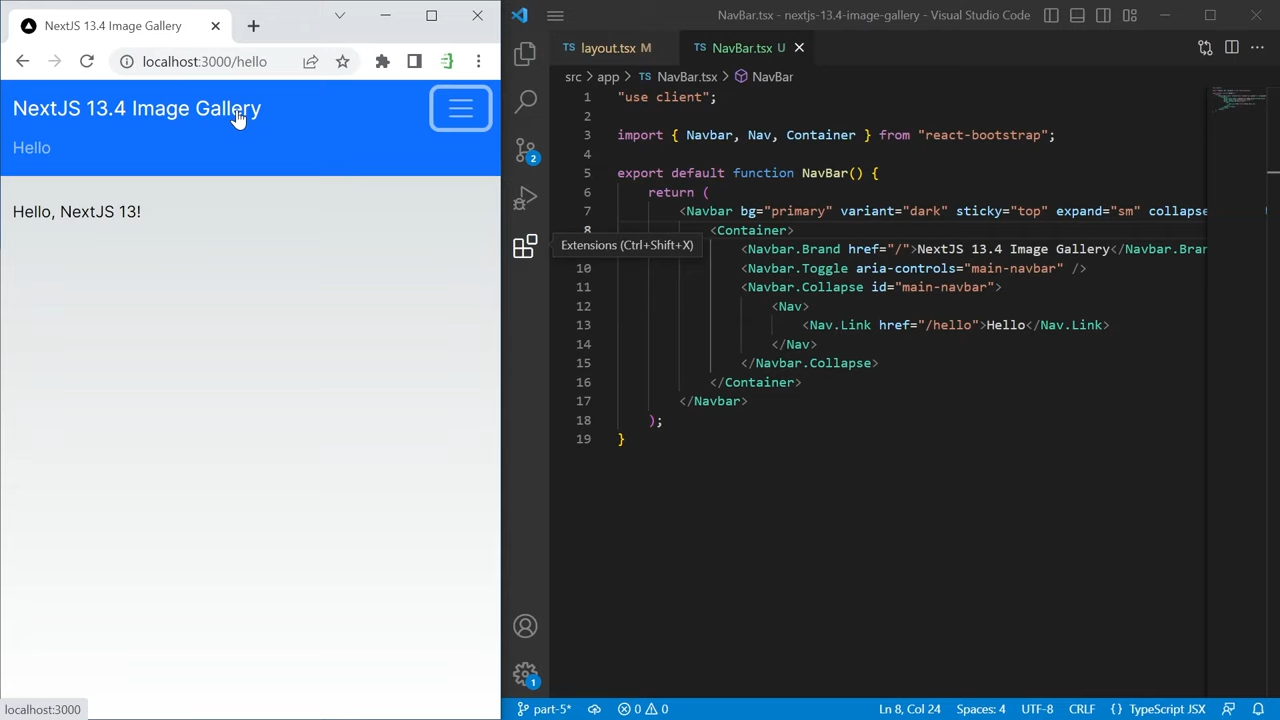 NextJS 13.4 Image Gallery
localhost:3000/hello
NextJS 13.4 Image Gallery
Hello
Hello, NextJS 13!
localhost:3000
NavBar.tsx - nextjs-13.4-image-gallery - Visual Studio Code
TS layout.tsx M
TS NavBar.tsx U
src > app > TS NavBar.tsx > NavBar
1 "use client";
2
3 import { Navbar, Nav, Container } from "react-bootstrap";
4
5 export default function NavBar() {
6 return (
7 <Navbar bg="primary" variant="dark" sticky="top" expand="sm" collapse
8 <Container>
<Navbar.Brand href="/">NextJS 13.4 Image Gallery</Navbar.Bran
10 <Navbar.Toggle aria-controls="main-navbar" />
11 <Navbar.Collapse id="main-navbar">
12 <Nav>
13 <Nav.Link href="/hello">Hello</Nav.Link>
14 </Nav>
15 </Navbar.Collapse>
16 </Container>
17 </Navbar>
18 );
19 }
2
Extensions (Ctrl+Shift+X)
1
part-5* 0 0 Ln 8, Col 24 Spaces: 4 UTF-8 CRLF {} TypeScript JSX